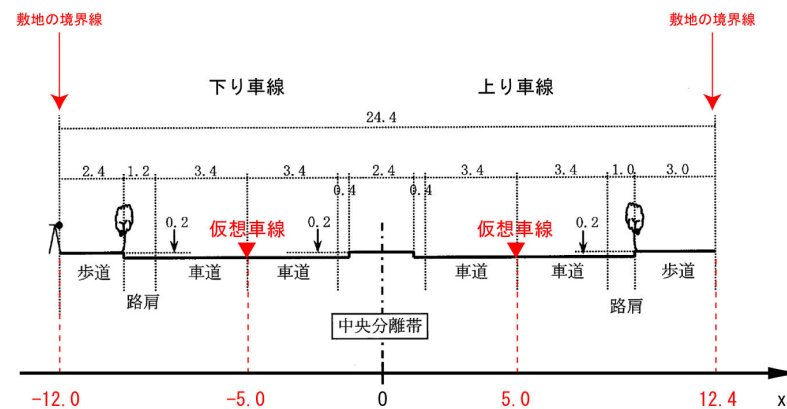 敷地の境界線 敷地の境界線
下り車線 上り車線
24.4
2.4 1.2 3.4 3.4 0.4 2.4 0.4 3.4 3.4 1.0 3.0
0.2 仮想車線 0.2 仮想車線 0.2
歩道 車道 車道 車道 車道 歩道
路肩 路肩
中央分離帯
-12.0 -5.0 0 5.0 12.4 x